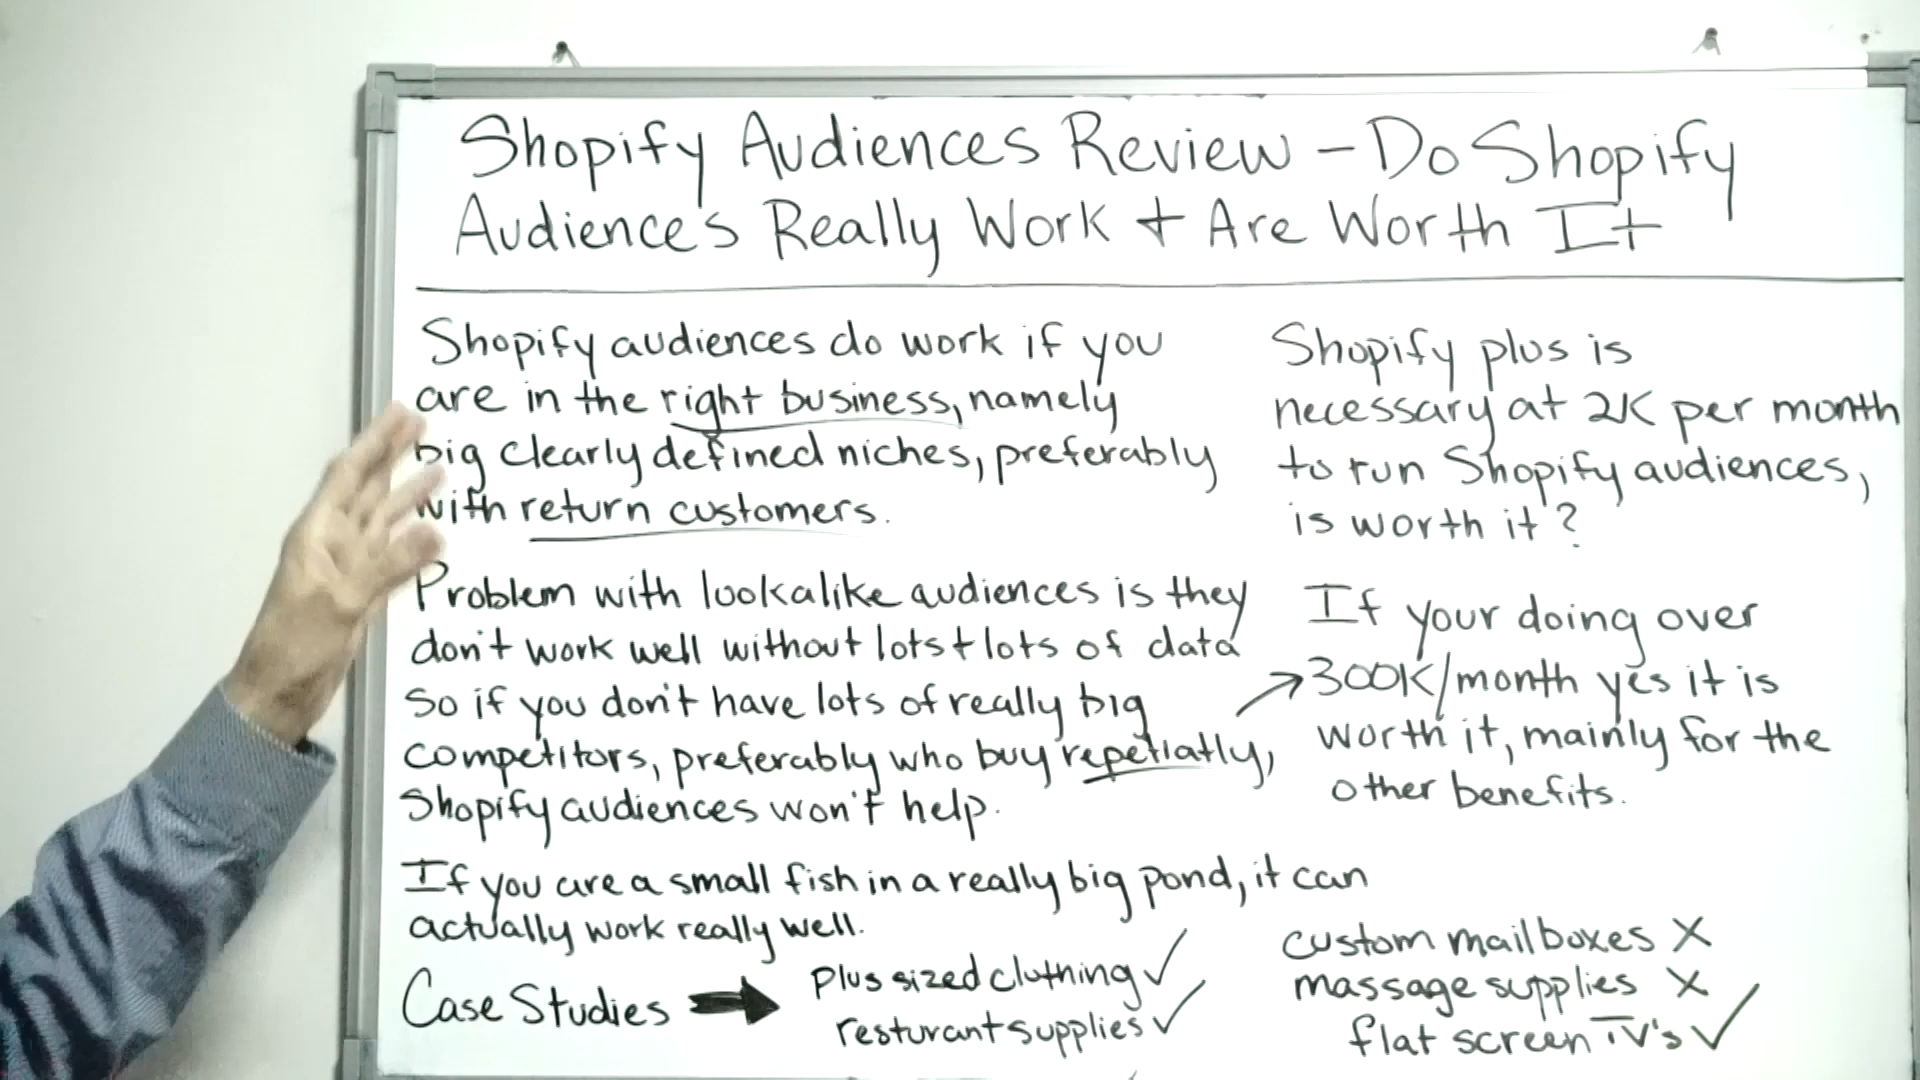 Shopify Audiences Review - Do Shopify
Audience's Really Work + Are Worth It
Shopify audiences do work if you
are in the right business, namely
big clearly defined niches, preferably
with return customers.
Problem with lookalike audiences is they
don't work well without lots + lots of data
so if you don't have lots of really big
competitors, preferably who buy repetiatly,
Shopify audiences won't help.
If you are a small fish in a really big pond, it can
actually work really well.
Case Studies → plus sized clothing ✓
resturant supplies ✓
Shopify plus is
necessary at 2K per month
to run Shopify audiences,
is worth it?
If your doing over
→ 300K/month yes it is
worth it, mainly for the
other benefits.
custom mailboxes X
massage supplies X
flat screen TV's ✓